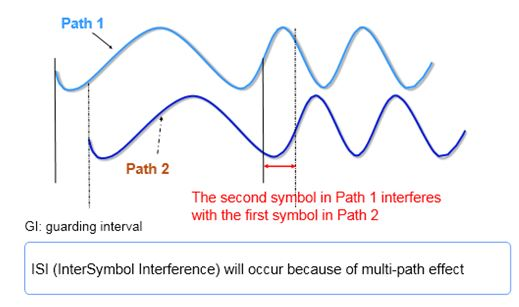 Path 1
Path 2
The second symbol in Path 1 interferes
with the first symbol in Path 2
GI: guarding interval
ISI (InterSymbol Interference) will occur because of multi-path effect